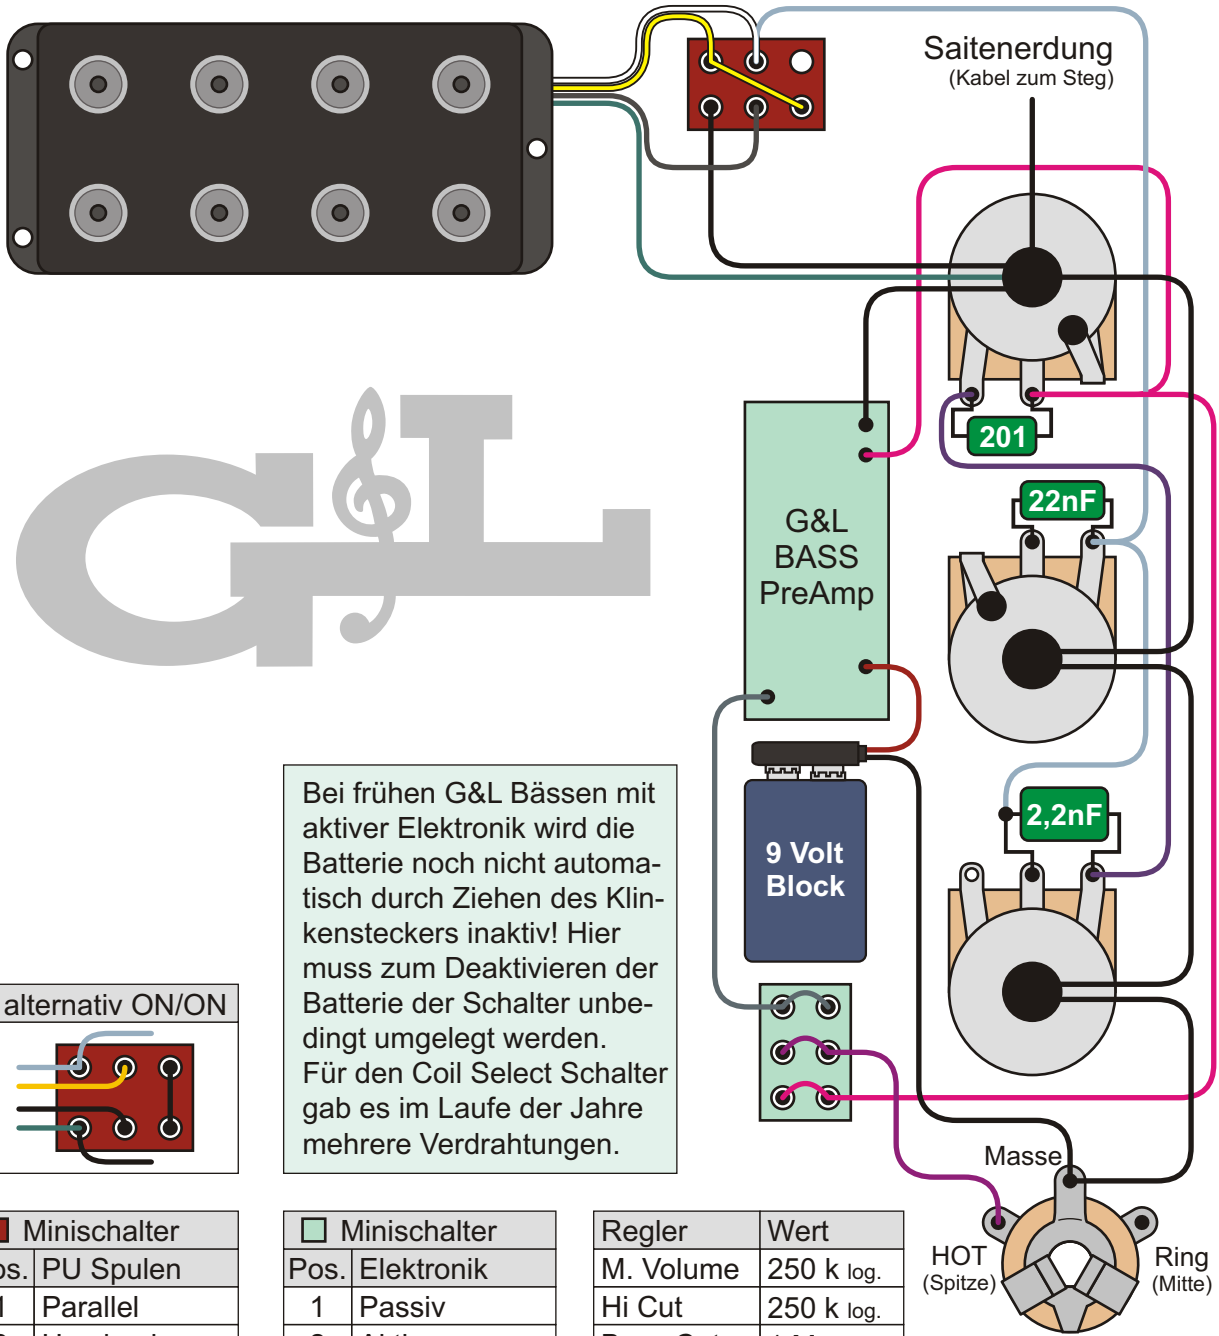 Saitenerdung
(Kabel zum Steg)
201
22nF
G&L
BASS
PreAmp
G&L
2,2nF
9 Volt
Block
Bei frühen G&L Bässen mit
aktiver Elektronik wird die
Batterie noch nicht automa-
tisch durch Ziehen des Klin-
kensteckers inaktiv! Hier
muss zum Deaktivieren der
Batterie der Schalter unbe-
dingt umgelegt werden.
Für den Coil Select Schalter
gab es im Laufe der Jahre
mehrere Verdrahtungen.
alternativ ON/ON
Masse
HOT
(Spitze)
Ring
(Mitte)
Minischalter
os. PU Spulen
1 Parallel
Minischalter
Pos. Elektronik
1 Passiv
Regler Wert
M. Volume 250 k log.
Hi Cut 250 k log.